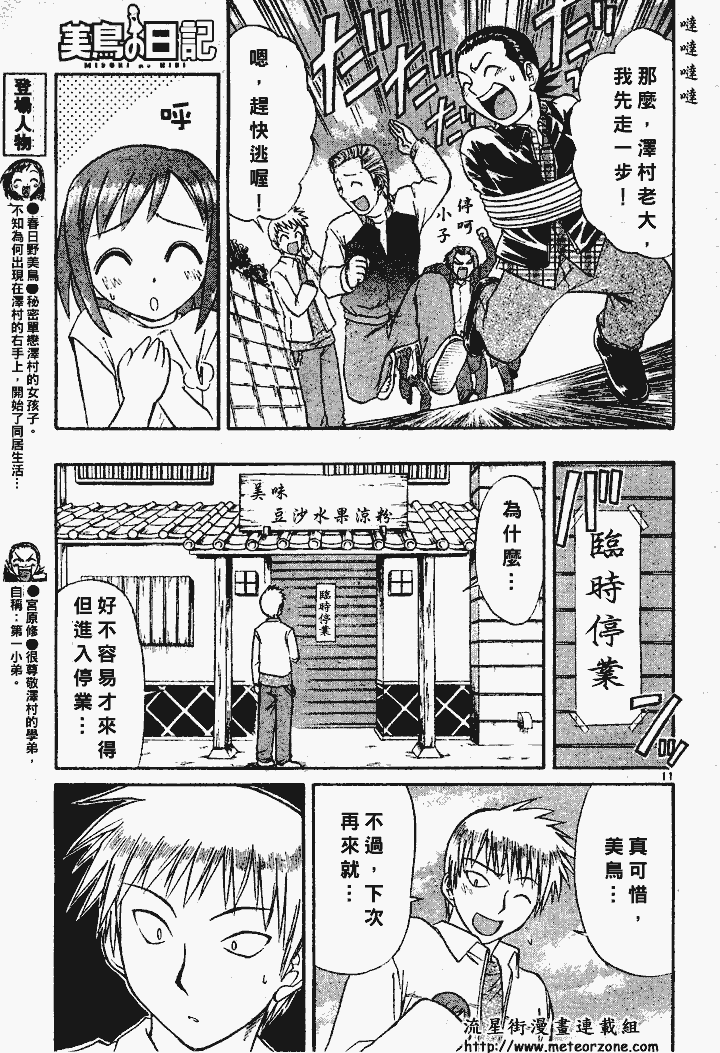 噠噠噠噠
那麼，澤村老大，
我先走一步！
だだだだだっ
停呵
小子
嗯，趕快逃喔！
美鳥の日記
MIDORI no HIBI
呼
登場人物
●春日野美鳥●秘密單戀澤村的女孩子。
不知為何出現在澤村的右手上，開始了同居生活…
●宮原修●很尊敬澤村的學弟，
自稱：第一小弟。
臨時停業
11
為什麼…
美味
豆沙水果涼粉
臨時停業
好不容易才來得
但進入停業…
真可惜，
美鳥…
不過，下次
再來就…
流星街漫畫連載組
http://www.meteorzone.com